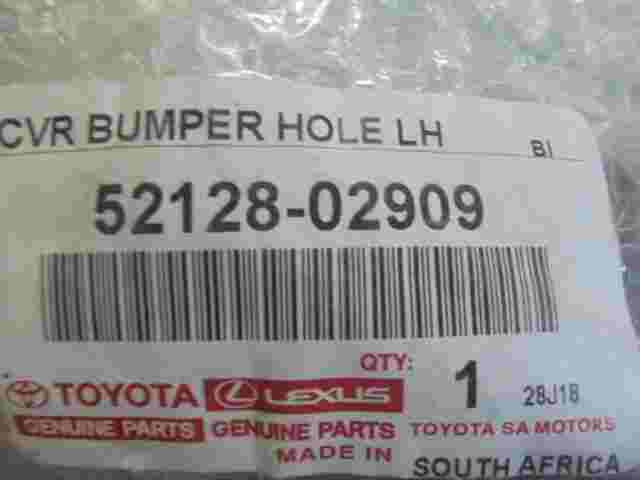 CVR BUMPER HOLE LH BI
52128-02909
QTY: 1 28J18
TOYOTA LEXUS
GENUINE PARTS GENUINE PARTS TOYOTA SA MOTORS
MADE IN SOUTH AFRICA